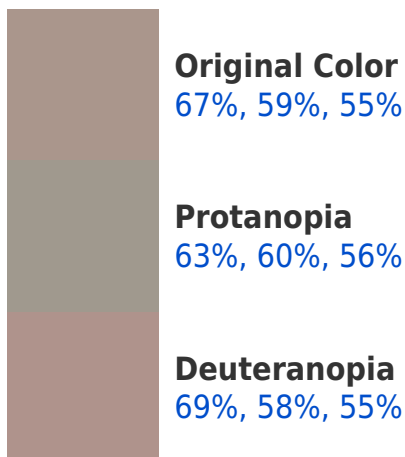 Original Color
67%, 59%, 55%
Protanopia
63%, 60%, 56%
Deuteranopia
69%, 58%, 55%